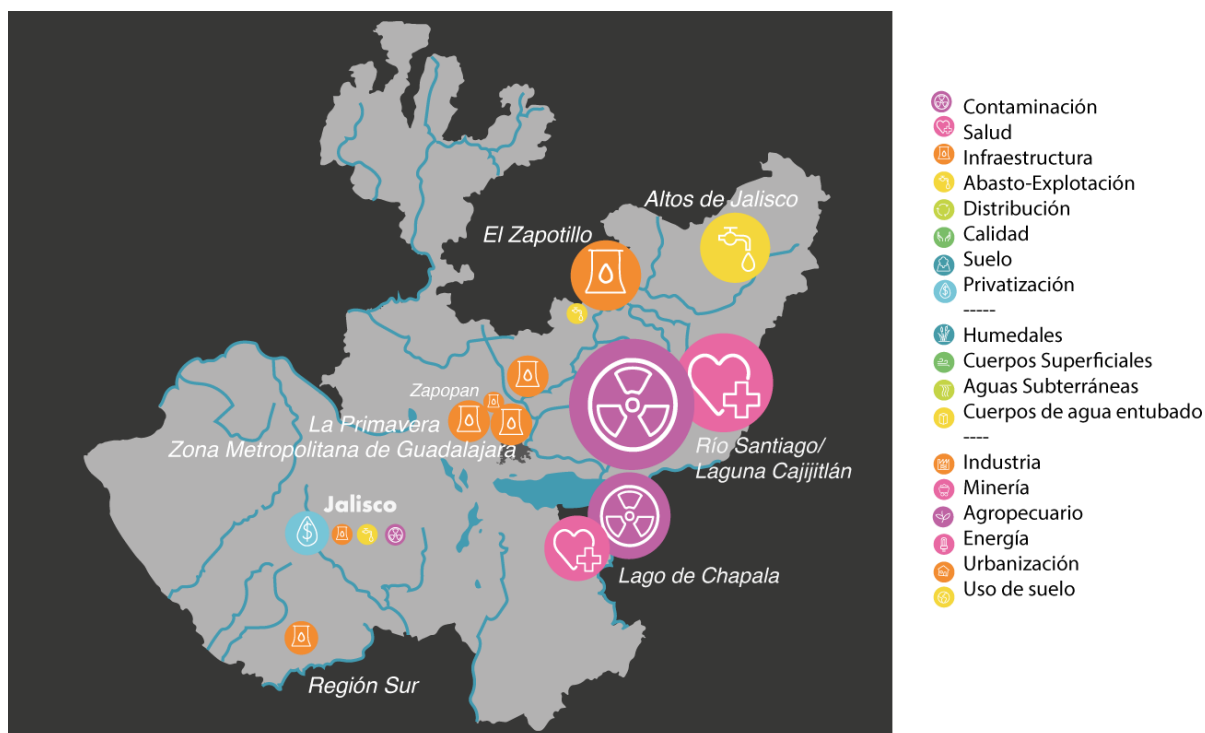 Altos de Jalisco
El Zapotillo
Zapopan
La Primavera
Zona Metropolitana de Guadalajara
Río Santiago/
Laguna Cajijitlán
Jalisco
$
Lago de Chapala
Región Sur
Contaminación
Salud
Infraestructura
Abasto-Explotación
Distribución
Calidad
Suelo
Privatización
-----
Humedales
Cuerpos Superficiales
Aguas Subterráneas
Cuerpos de agua entubado
----
Industria
Minería
Agropecuario
Energía
Urbanización
Uso de suelo